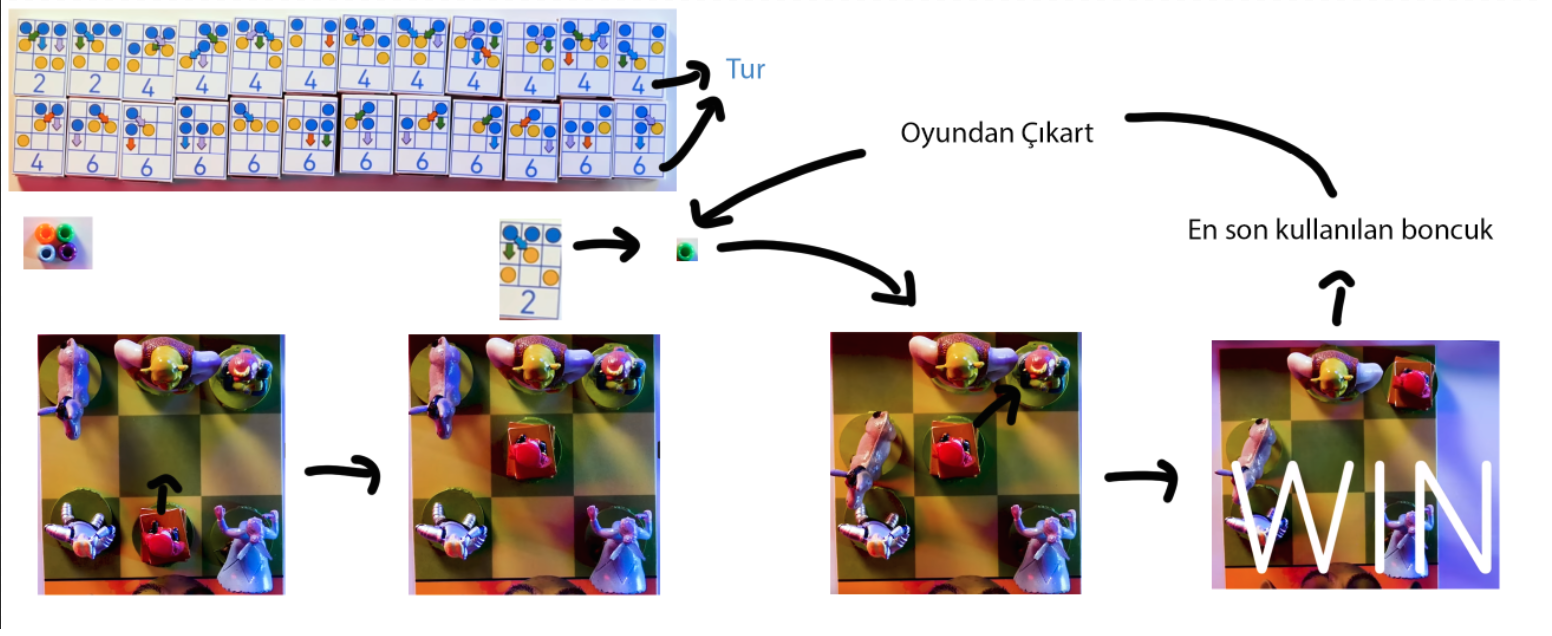 2 2 4 4 4 4 4 4 4 4 4 4
Tur
4 6 6 6 6 6 6 6 6 6 6 6
Oyundan Çıkart
En son kullanılan boncuk
2
WIN